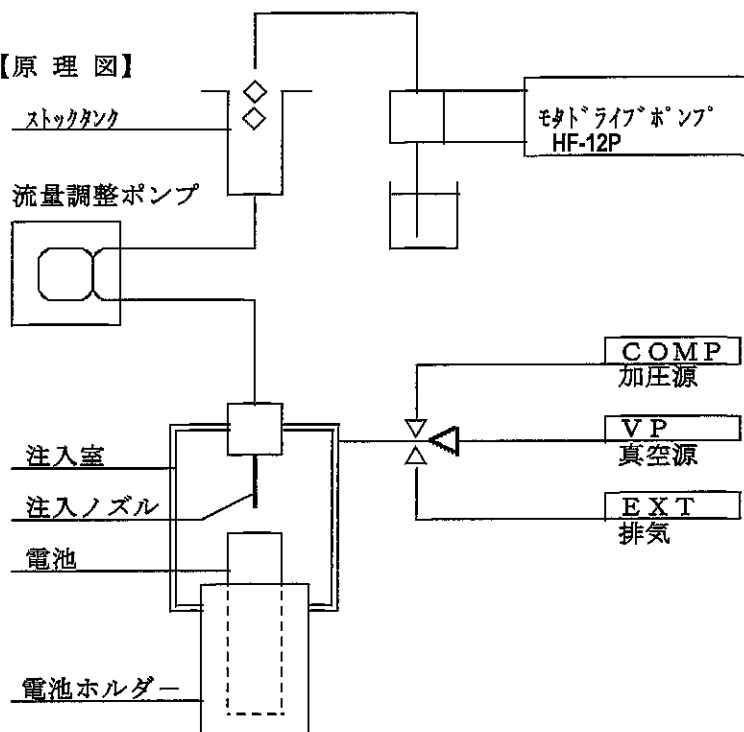 【原 理 図】
ストックタンク
モタドライブポンプ
HF-12P
流量調整ポンプ
COMP
加圧源
VP
真空源
EXT
排気
注入室
注入ノズル
電池
電池ホルダー